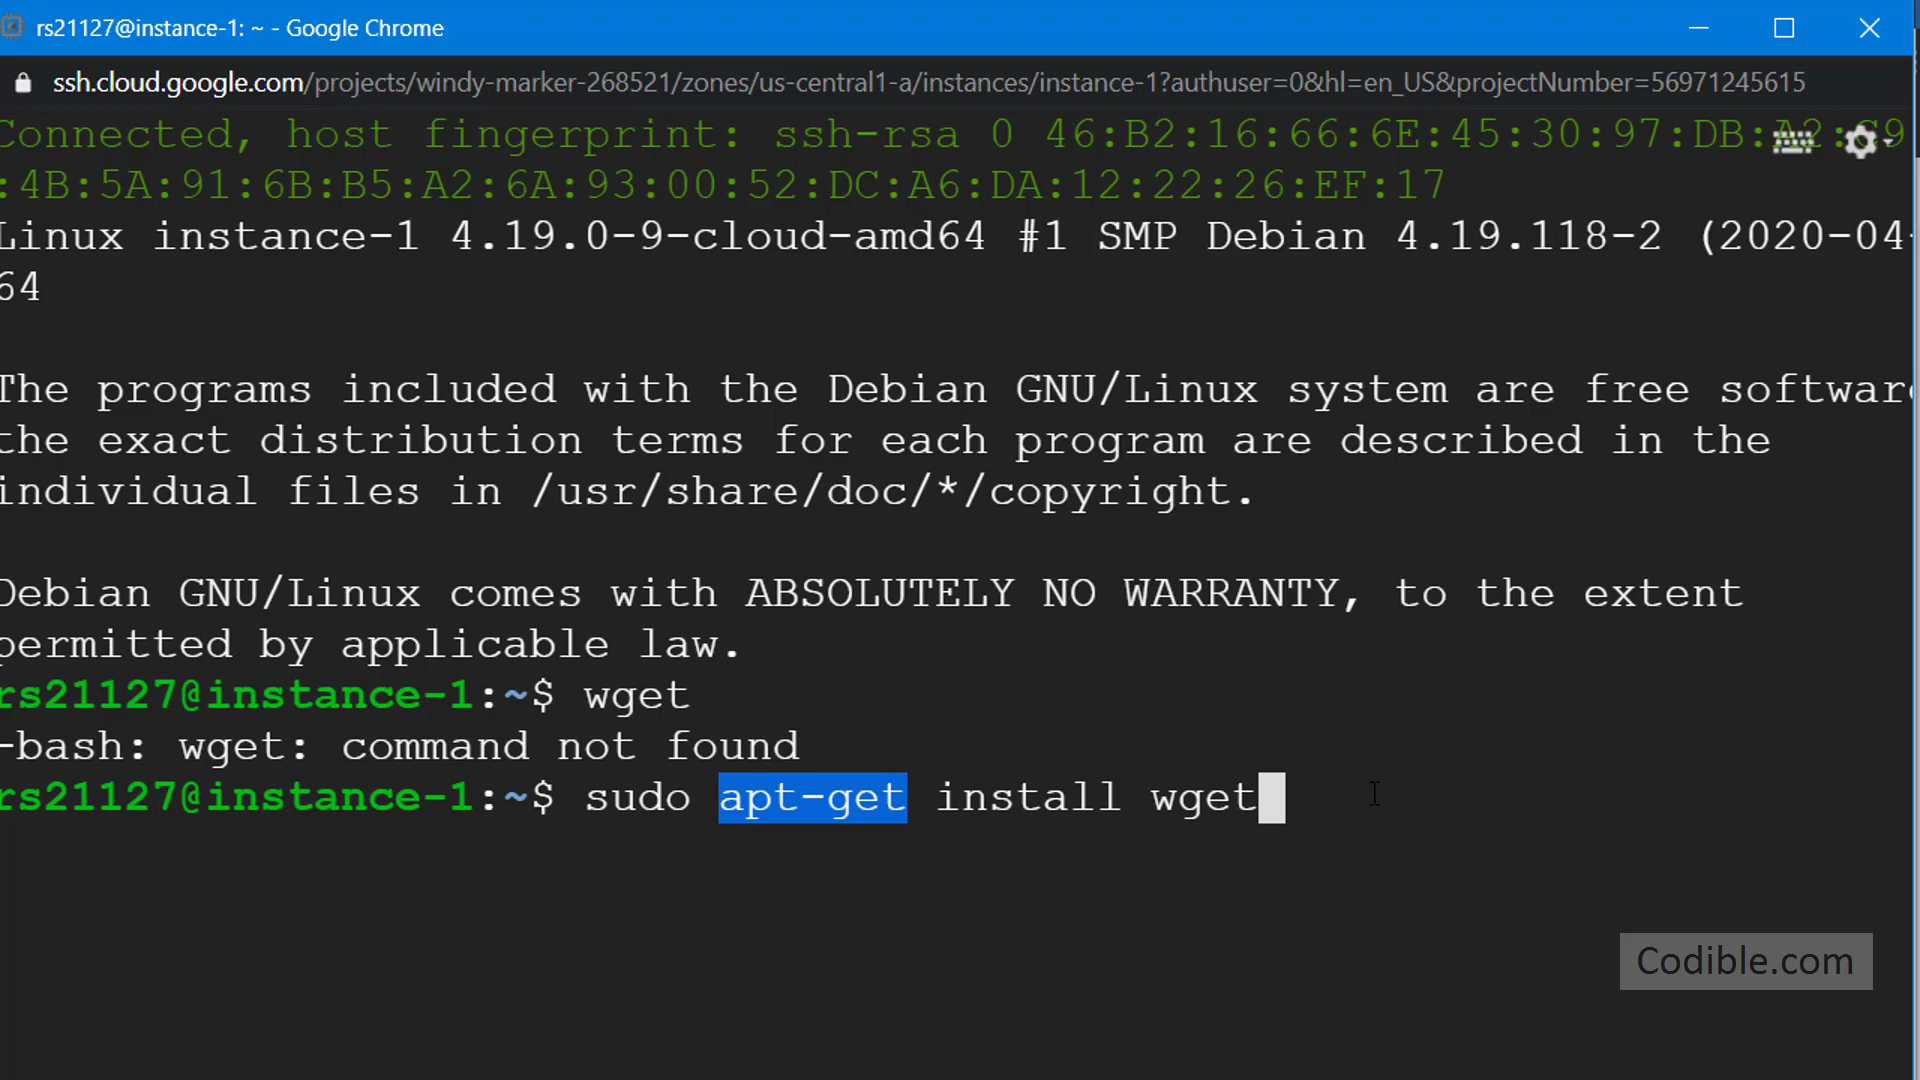 rs21127@instance-1: ~ - Google Chrome
ssh.cloud.google.com/projects/windy-marker-268521/zones/us-central1-a/instances/instance-1?authuser=0&hl=en_US&projectNumber=56971245615
Connected, host fingerprint: ssh-rsa 0 46:B2:16:66:6E:45:30:97:DB:A2:C9
:4B:5A:91:6B:B5:A2:6A:93:00:52:DC:A6:DA:12:22:26:EF:17
Linux instance-1 4.19.0-9-cloud-amd64 #1 SMP Debian 4.19.118-2 (2020-04-
64
The programs included with the Debian GNU/Linux system are free software
the exact distribution terms for each program are described in the
individual files in /usr/share/doc/*/copyright.
Debian GNU/Linux comes with ABSOLUTELY NO WARRANTY, to the extent
permitted by applicable law.
rs21127@instance-1:~$ wget
-bash: wget: command not found
rs21127@instance-1:~$ sudo apt-get install wget
Codible.com